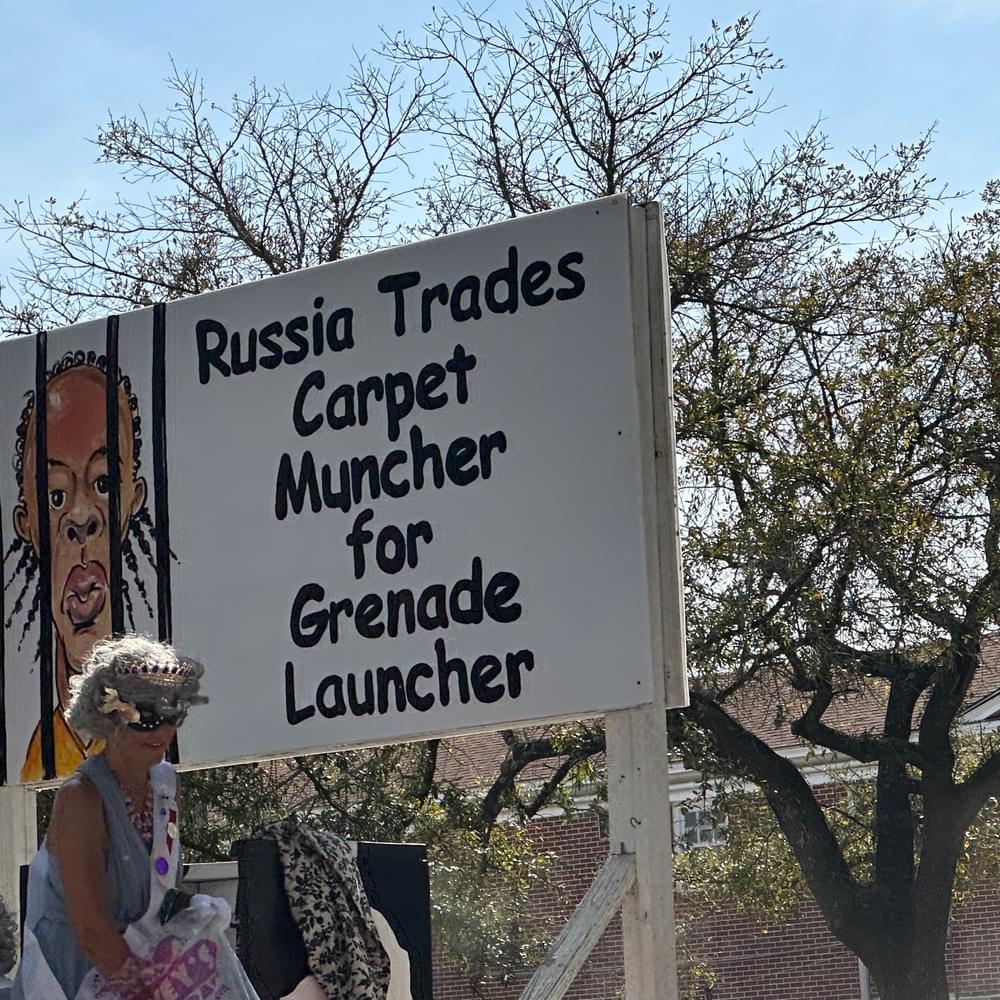 Russia Trades
Carpet
Muncher
for
Grenade
Launcher